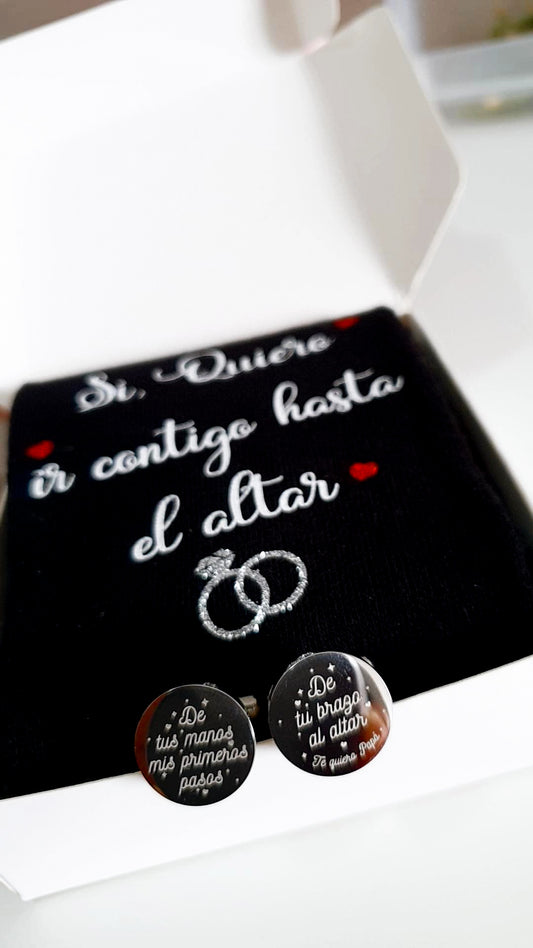 Si, Quiero
ir contigo hasta
el altar
De
tus manos
mis primeros
pasos
De
tu brazo
al altar
Te quiero Papá